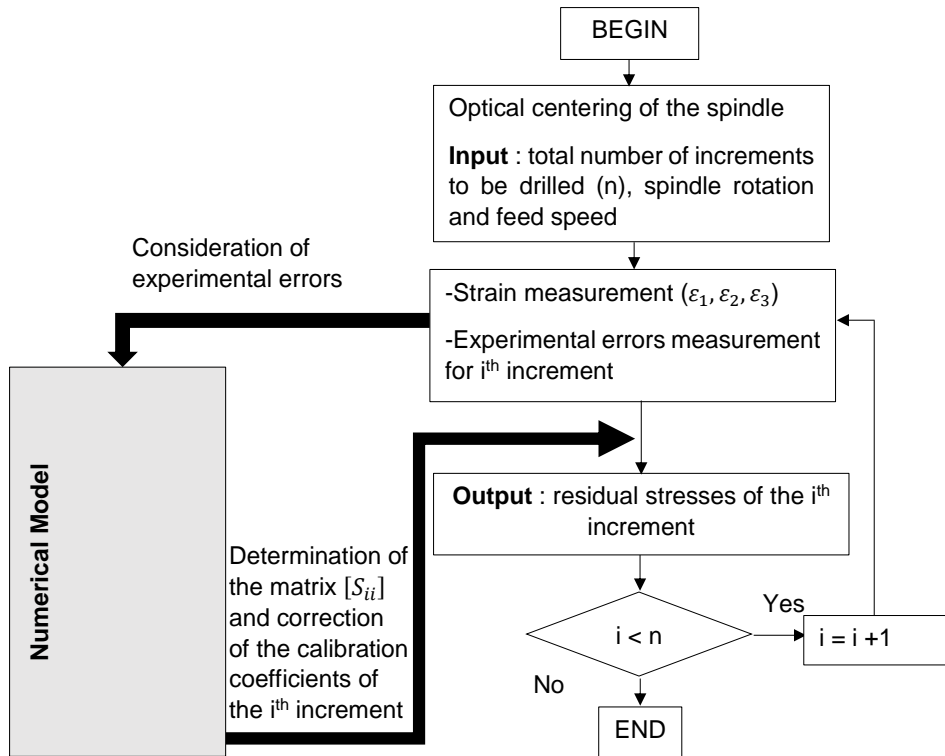 BEGIN
Optical centering of the spindle
Input : total number of increments
to be drilled (n), spindle rotation
and feed speed
Consideration of
experimental errors
-Strain measurement (𝜀₁, 𝜀₂, 𝜀₃)
-Experimental errors measurement
for iᵗʰ increment
Numerical Model
Output : residual stresses of the iᵗʰ
increment
Determination of
the matrix [𝑆ᵢᵢ]
and correction
of the calibration
coefficients of
the iᵗʰ increment
i < n
Yes
i = i +1
No
END